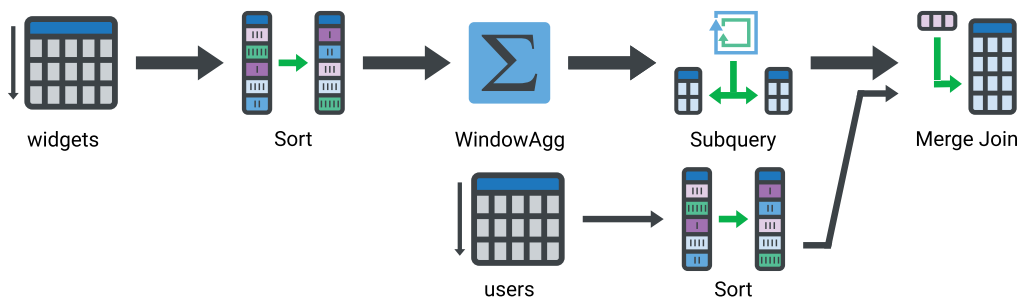 widgets
Sort
WindowAgg
Subquery
Merge Join
users
Sort